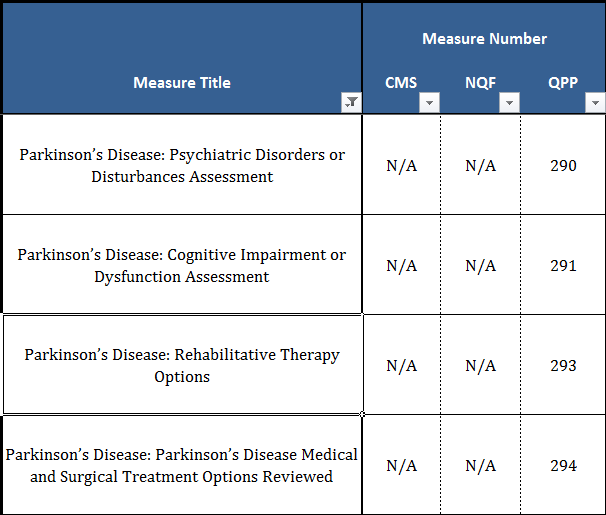 Measure Number
Measure Title
CMS
NQF
QPP
Parkinson’s Disease: Psychiatric Disorders or
Disturbances Assessment
N/A
N/A
290
Parkinson’s Disease: Cognitive Impairment or
Dysfunction Assessment
N/A
N/A
291
Parkinson’s Disease: Rehabilitative Therapy
Options
N/A
N/A
293
Parkinson’s Disease: Parkinson’s Disease Medical
and Surgical Treatment Options Reviewed
N/A
N/A
294